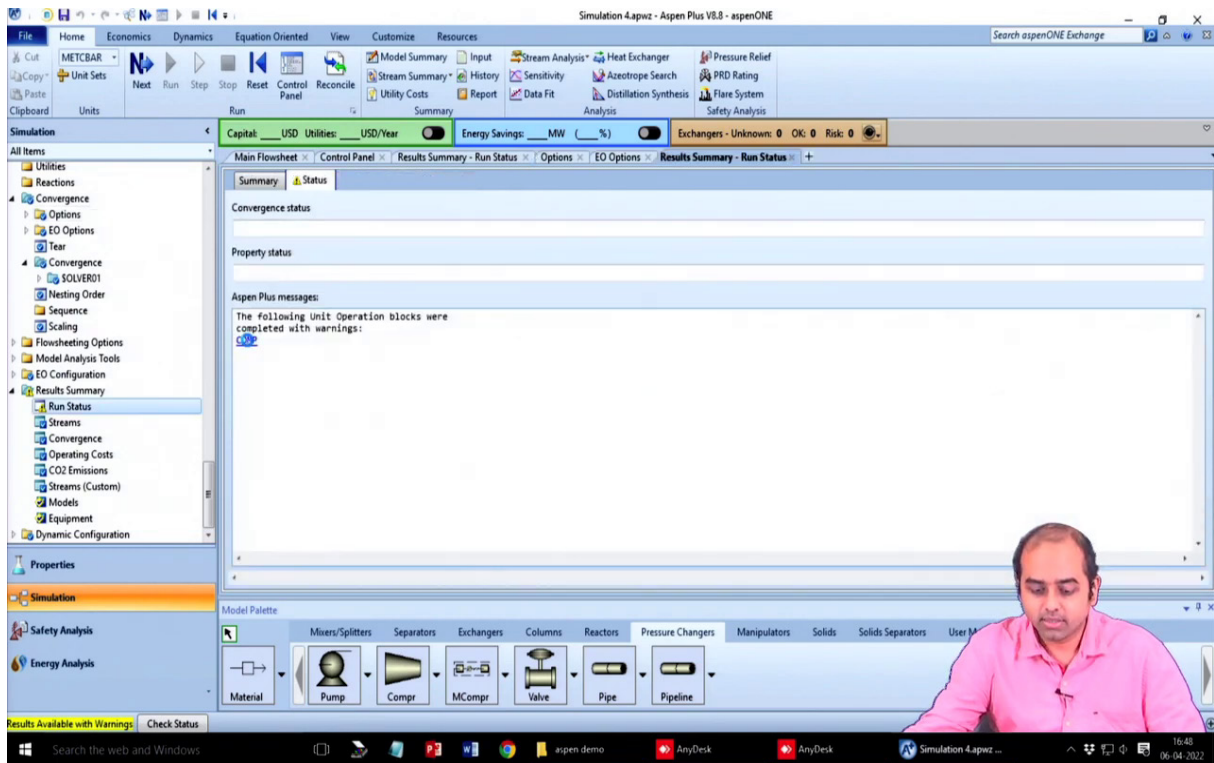 Simulation 4.apwz - Aspen Plus V8.8 - aspenONE
File Home Economics Dynamics Equation Oriented View Customize Resources Search aspenONE Exchange
Cut METCBAR Model Summary Input Stream Analysis Heat Exchanger Pressure Relief
Copy Unit Sets Next Run Step Stop Reset Control Panel Reconcile Stream Summary History Sensitivity Azeotrope Search PRD Rating
Paste Utility Costs Report Data Fit Distillation Synthesis Flare System
Clipboard Units Run Summary Analysis Safety Analysis
Simulation Capital: ____USD Utilities: ____USD/Year Energy Savings: ____MW (____%) Exchangers - Unknown: 0 OK: 0 Risk: 0
All Items Main Flowsheet Control Panel Results Summary - Run Status Options EO Options Results Summary - Run Status +
Utilities
Reactions
Convergence
Options
EO Options
Tear
Convergence
$OLVER01
Nesting Order
Sequence
Scaling
Flowsheeting Options
Model Analysis Tools
EO Configuration
Results Summary
Run Status
Streams
Convergence
Operating Costs
CO2 Emissions
Streams (Custom)
Models
Equipment
Dynamic Configuration
Properties
Simulation
Safety Analysis
Energy Analysis
Summary Status
Convergence status
Property status
Aspen Plus messages:
The following Unit Operation blocks were
completed with warnings:
Model Palette
Mixers/Splitters Separators Exchangers Columns Reactors Pressure Changers Manipulators Solids Solids Separators User
Material Pump Compr MCompr Valve Pipe Pipeline
Results Available with Warnings Check Status
Search the web and Windows aspen demo AnyDesk AnyDesk Simulation 4.apwz ... 16:48
06-04-2022